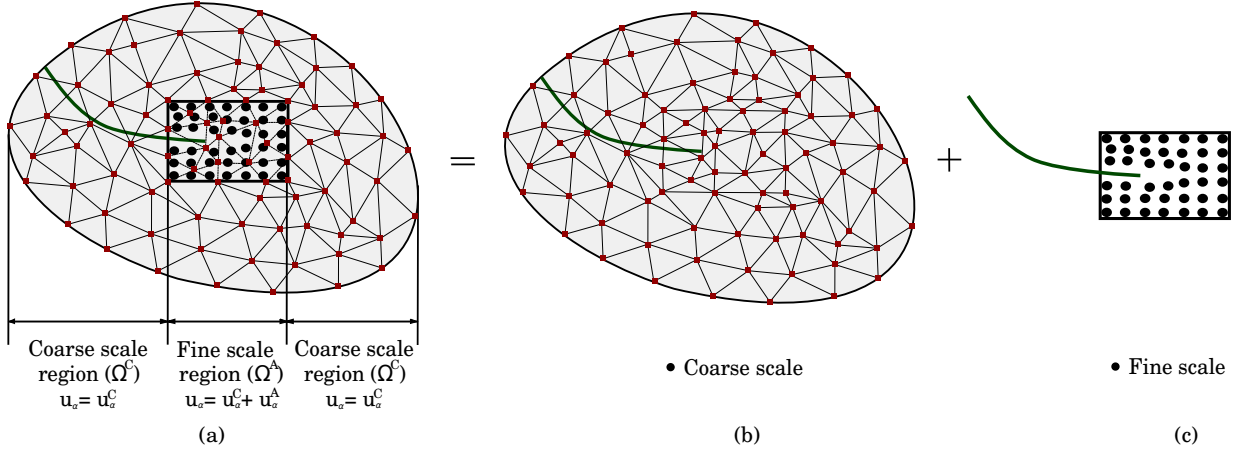 =
+
Coarse scale region (Ω^C) u_α = u_α^C
Fine scale region (Ω^A) u_α = u_α^C + u_α^A
Coarse scale region (Ω^C) u_α = u_α^C
• Coarse scale
• Fine scale
(a)
(b)
(c)